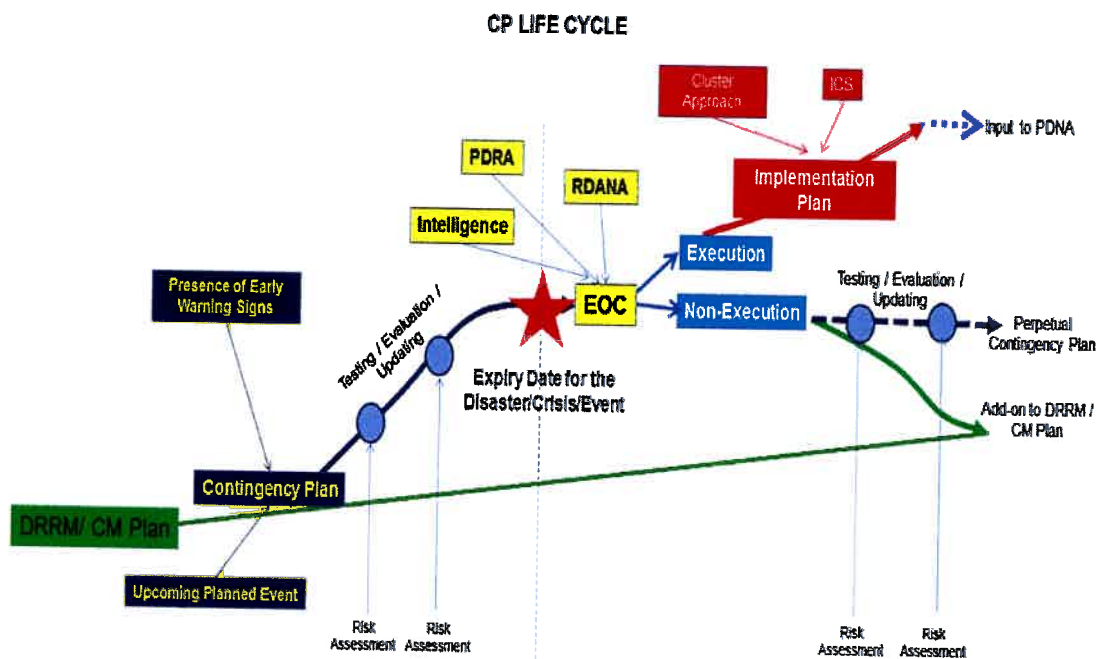 CP LIFE CYCLE
Cluster
Approach
ICS
Input to PDNA
PDRA
RDANA
Implementation
Plan
Intelligence
Execution
Presence of Early
Warning Signs
Testing / Evaluation /
Updating
EOC
Non-Execution
Testing / Evaluation /
Updating
Perpetual
Contingency Plan
Expiry Date for the
Disaster/Crisis/Event
Add-on to DRRM /
CM Plan
Contingency Plan
DRRM/ CM Plan
Upcoming Planned Event
Risk
Assessment
Risk
Assessment
Risk
Assessment
Risk
Assessment